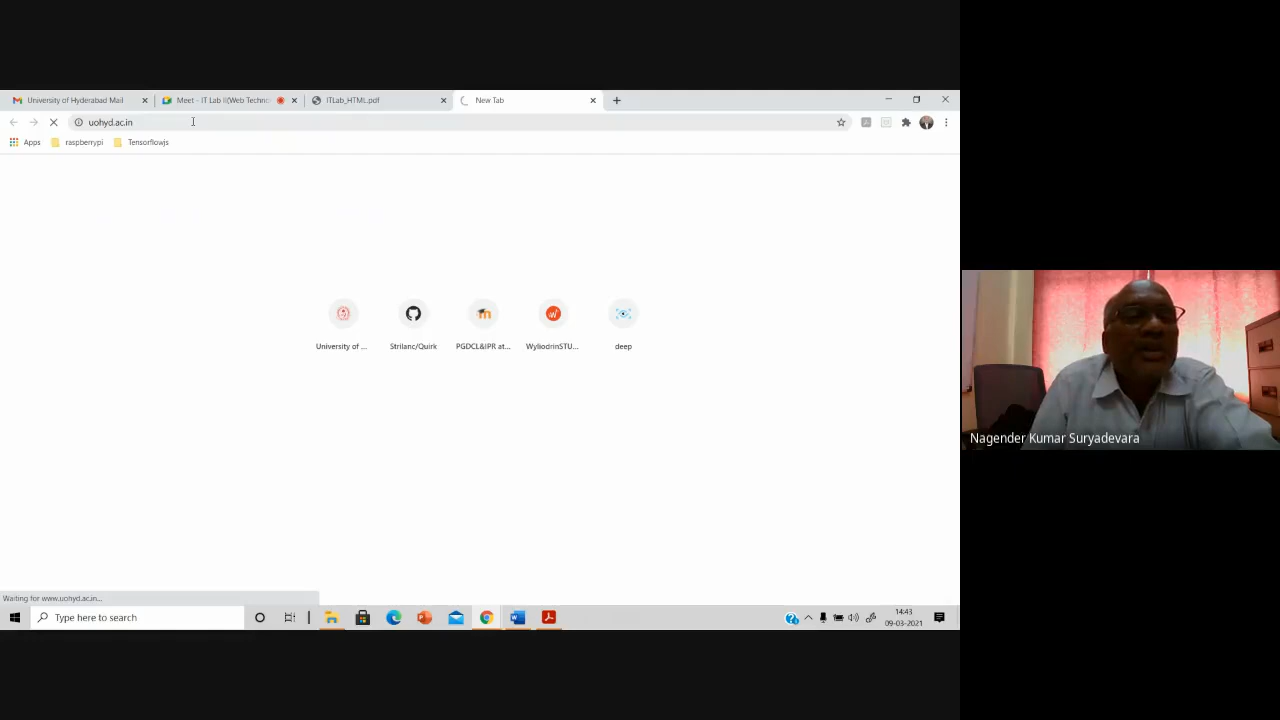 University of Hyderabad Mail
Meet - IT Lab II(Web Techno
ITLab_HTML.pdf
New Tab
uohyd.ac.in
Apps
raspberrypi
Tensorflowjs
University of ...
Strilanc/Quirk
PGDCL&IPR at...
WyliodrinSTU...
deep
Nagender Kumar Suryadevara
Waiting for www.uohyd.ac.in...
Type here to search
14:43
09-03-2021